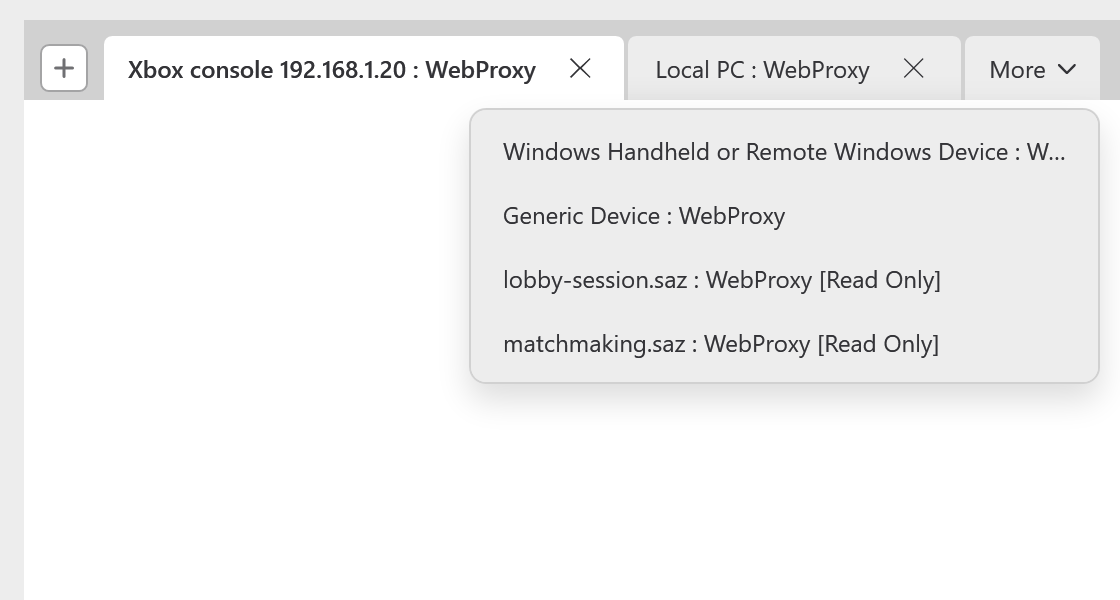 Xbox console 192.168.1.20 : WebProxy
Local PC : WebProxy
More
Windows Handheld or Remote Windows Device : W...
Generic Device : WebProxy
lobby-session.saz : WebProxy [Read Only]
matchmaking.saz : WebProxy [Read Only]